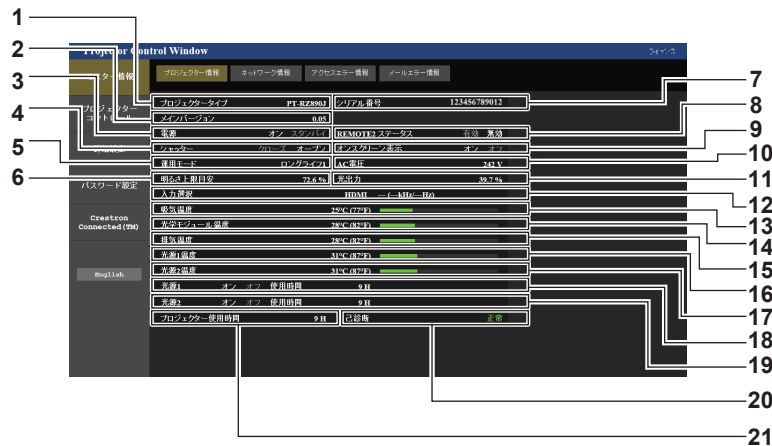 1
2
3
4
5
6
Projector Control Window
ライセンス
プロジェクター情報 ネットワーク情報 アクセスエラー情報 メールエラー情報
プロジェクタータイプ PT-RZ890J シリアル番号 123456789012
メインバージョン 0.05
電源 オン スタンバイ REMOTE2 ステータス 有効 無効
シャッター クローズ オープン オンスクリーン表示 オン オフ
運用モード ロングライフ1 AC電圧 242 V
明るさ上限目安 72.6 % 光出力 39.7 %
入力選択 HDMI ---(---kHz/---Hz)
吸気温度 25°C (77°F)
光学モジュール温度 28°C (82°F)
排気温度 28°C (82°F)
光源1温度 31°C (87°F)
光源2温度 31°C (87°F)
光源1 オン オフ 使用時間 9 H
光源2 オン オフ 使用時間 9 H
プロジェクター使用時間 9 H 己診断 正常
パスワード設定
Crestron
Connected(TM)
English
7
8
9
10
11
12
13
14
15
16
17
18
19
20
21